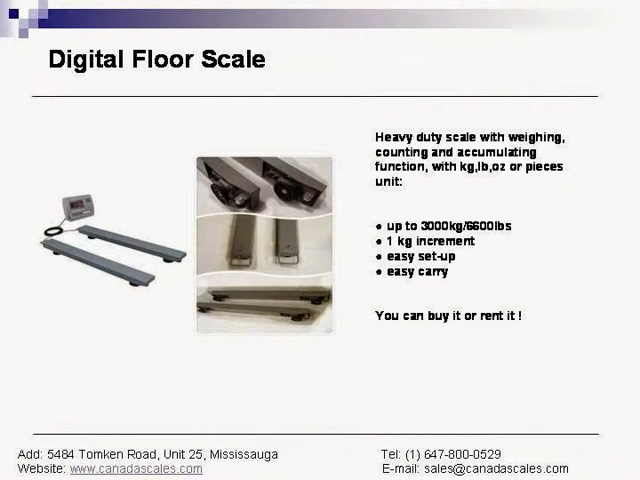 Digital Floor Scale
Heavy duty scale with weighing,
counting and accumulating
function, with kg,lb,oz or pieces
unit:
● up to 3000kg/6600lbs
● 1 kg increment
● easy set-up
● easy carry
You can buy it or rent it !
Add: 5484 Tomken Road, Unit 25, Mississauga
Tel: (1) 647-800-0529
Website: www.canadascales.com
E-mail: sales@canadascales.com